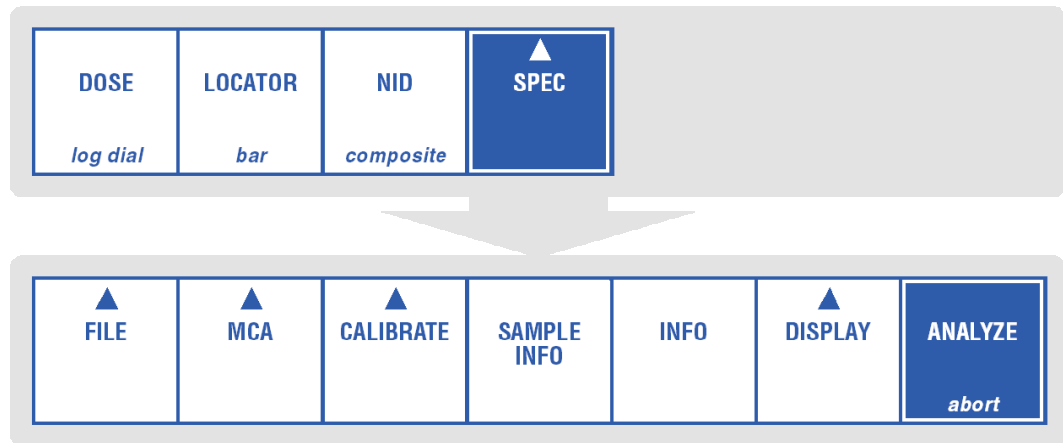 DOSE LOCATOR NID SPEC
log dial bar composite
FILE MCA CALIBRATE SAMPLE INFO DISPLAY ANALYZE
INFO
abort